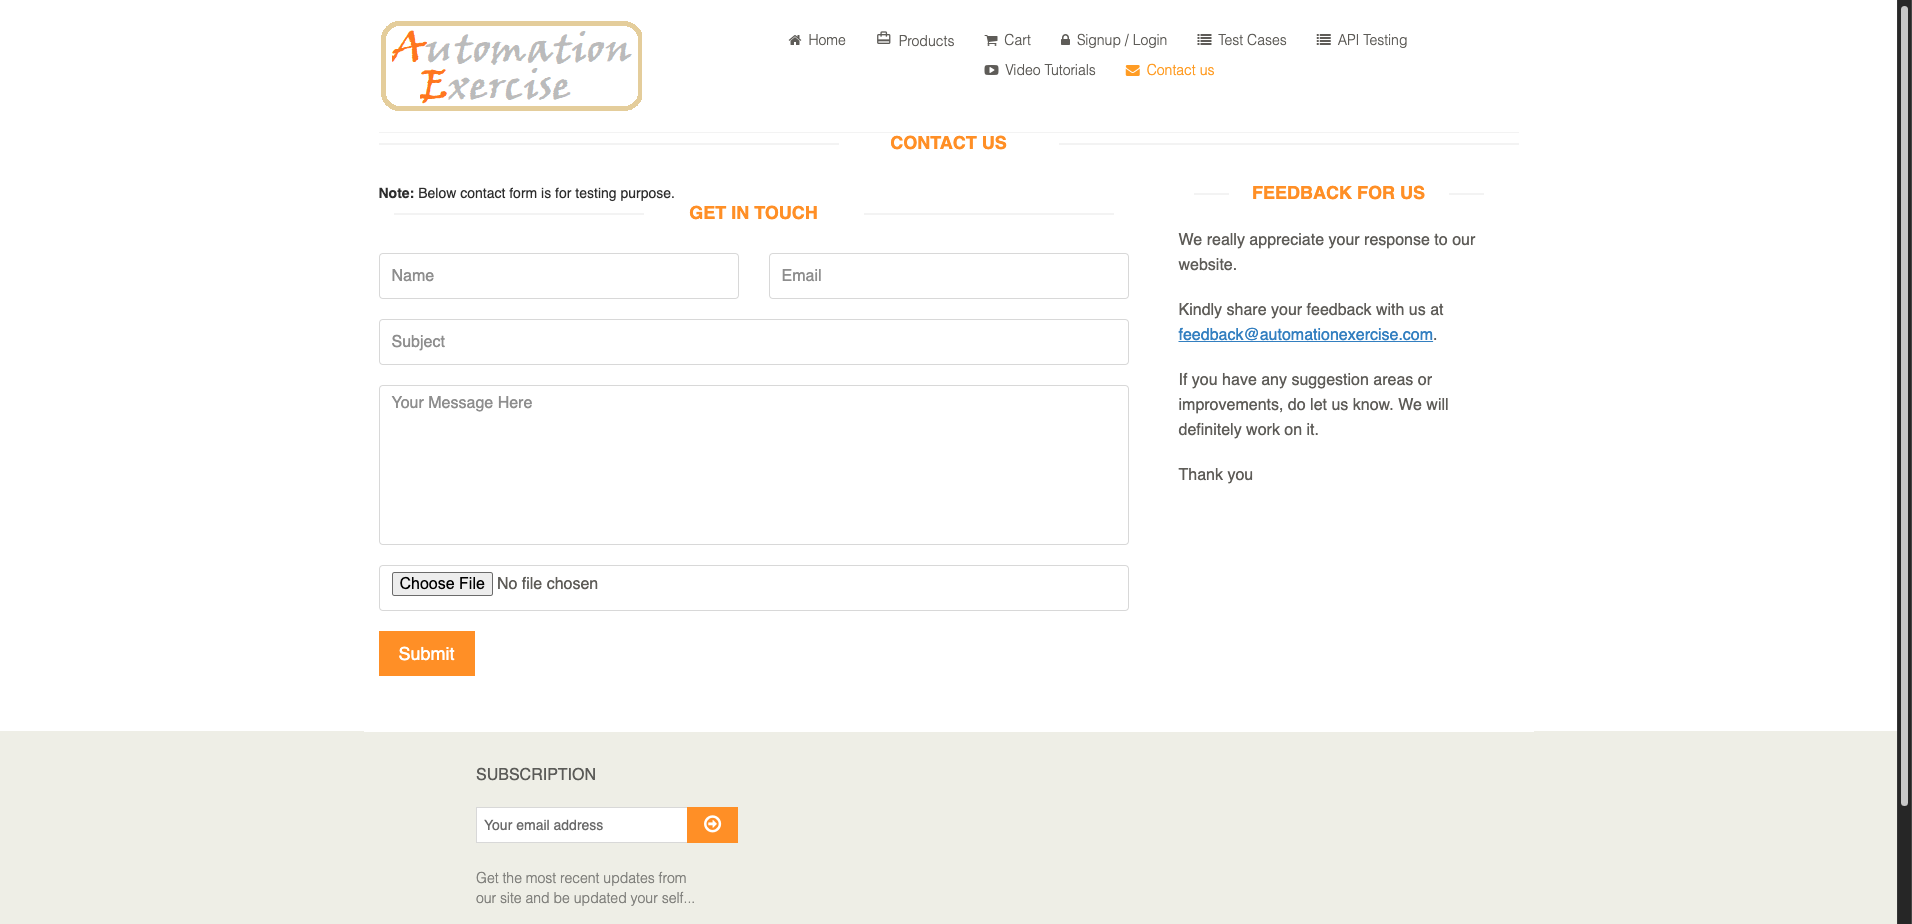 Automation
Exercise
Home
Products
Cart
Signup / Login
Test Cases
API Testing
Video Tutorials
Contact us
CONTACT US
Note: Below contact form is for testing purpose.
GET IN TOUCH
Name
Email
Subject
Your Message Here
Choose File No file chosen
Submit
FEEDBACK FOR US
We really appreciate your response to our
website.
Kindly share your feedback with us at
feedback@automationexercise.com.
If you have any suggestion areas or
improvements, do let us know. We will
definitely work on it.
Thank you
SUBSCRIPTION
Your email address
Get the most recent updates from
our site and be updated your self...